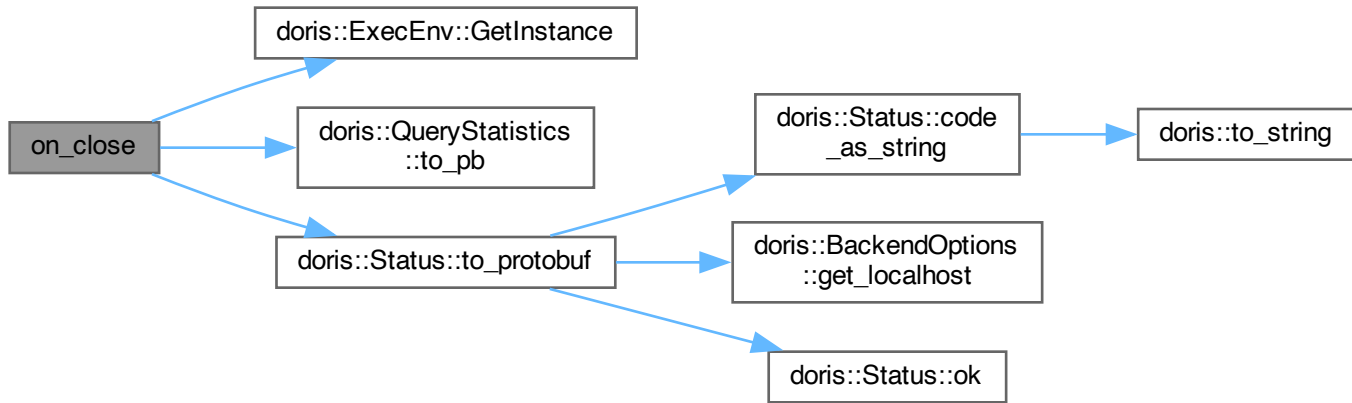 on_close
doris::ExecEnv::GetInstance
doris::QueryStatistics
::to_pb
doris::Status::to_protobuf
doris::Status::code
_as_string
doris::BackendOptions
::get_localhost
doris::Status::ok
doris::to_string